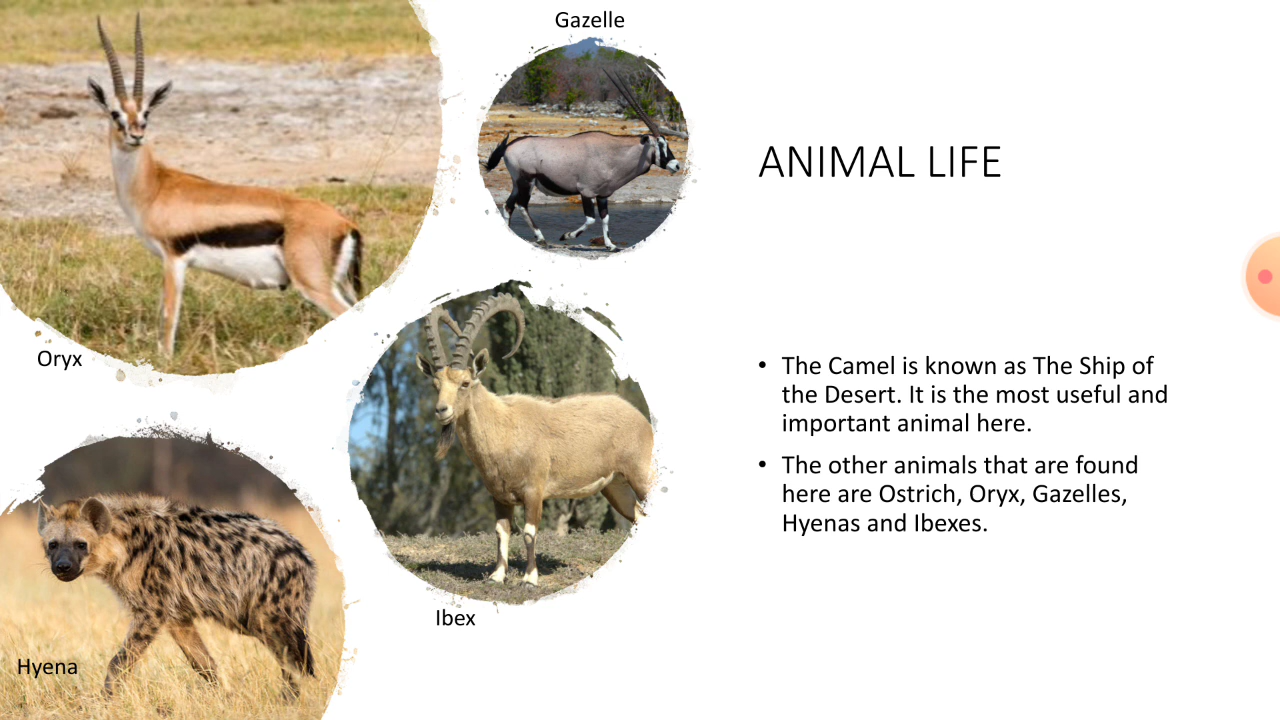 Gazelle
ANIMAL LIFE
Oryx
• The Camel is known as The Ship of
the Desert. It is the most useful and
important animal here.
• The other animals that are found
here are Ostrich, Oryx, Gazelles,
Hyenas and Ibexes.
Ibex
Hyena